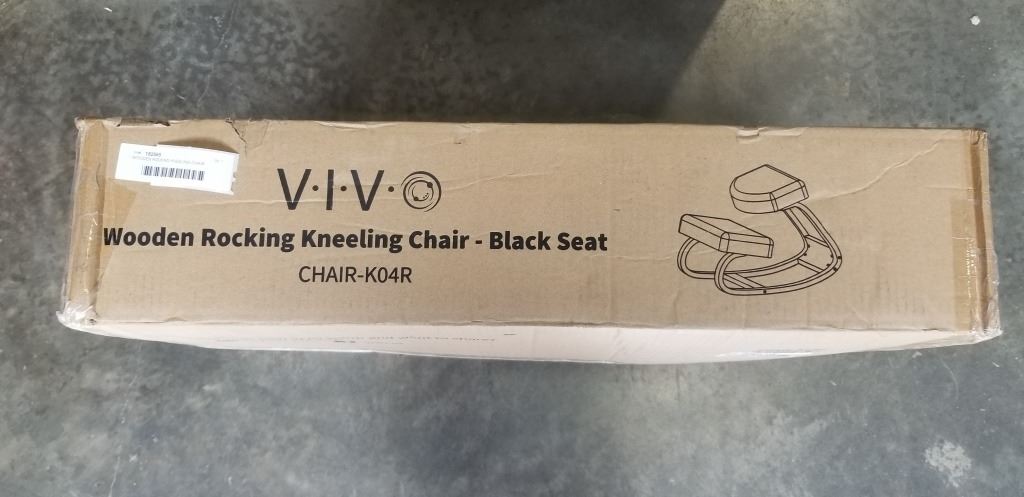 V·I·V·O
Wooden Rocking Kneeling Chair - Black Seat
CHAIR-K04R